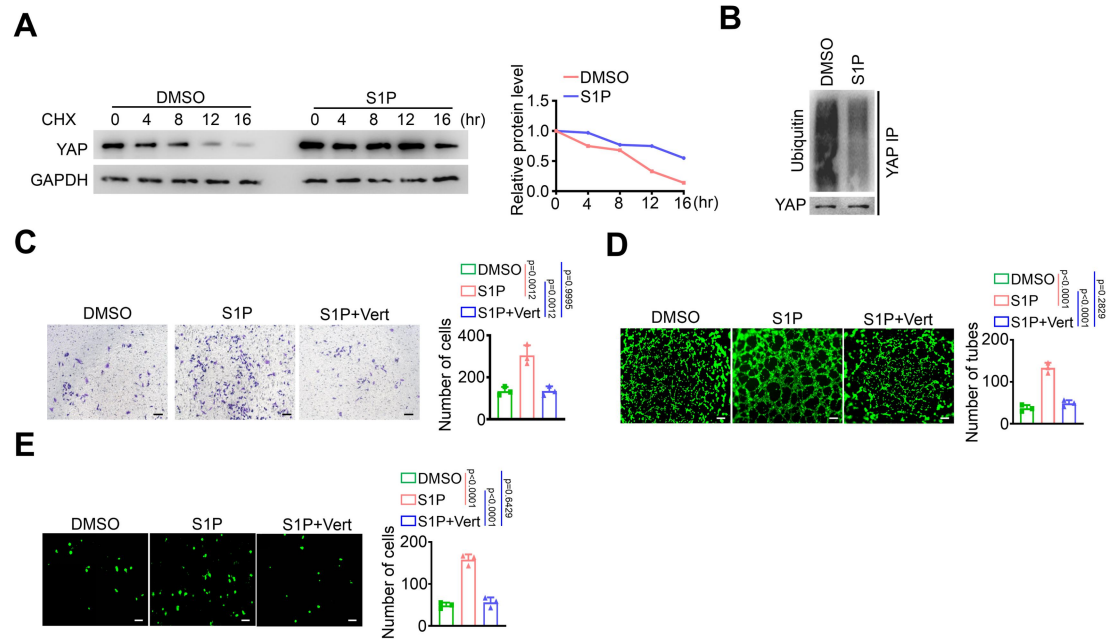 A
DMSO
S1P
CHX 0 4 8 12 16 0 4 8 12 16 (hr)
YAP
GAPDH
DMSO
S1P
Relative protein level
1.5
1.0
0.5
0.0
0 4 8 12 16 (hr)
B
DMSO
S1P
Ubiquitin
YAP
YAP IP
C
DMSO S1P S1P+Vert
DMSO
S1P
S1P+Vert
p=0.0012
p=0.0012
p=0.9995
Number of cells
400
200
0
D
DMSO S1P S1P+Vert
DMSO
S1P
S1P+Vert
p<0.0001
p<0.0001
p=0.2829
Number of tubes
200
100
0
E
DMSO S1P S1P+Vert
DMSO
S1P
S1P+Vert
p<0.0001
p<0.0001
p=0.6429
Number of cells
200
100
0